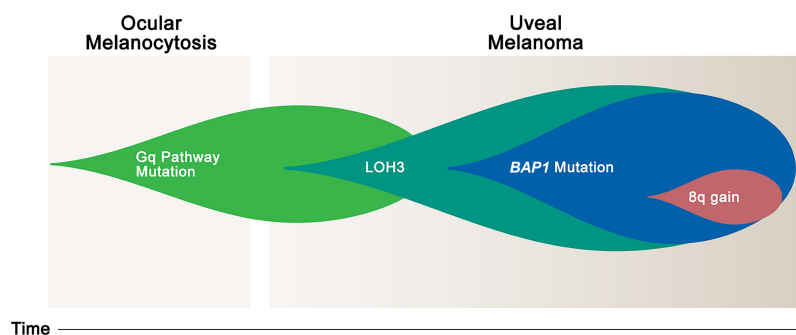 Ocular
Melanocytosis
Uveal
Melanoma
Gq Pathway
Mutation
LOH3
BAP1 Mutation
8q gain
Time